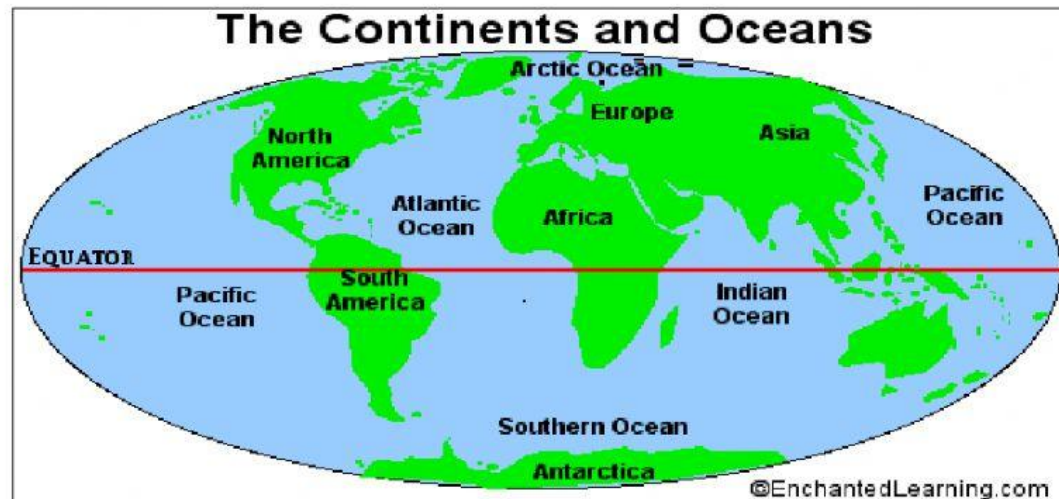 The Continents and Oceans
Arctic Ocean
Europe
North
America
Asia
Atlantic
Ocean
Africa
Pacific
Ocean
EQUATOR
South
America
Pacific
Ocean
Indian
Ocean
Southern Ocean
Antarctica
©EnchantedLearning.com